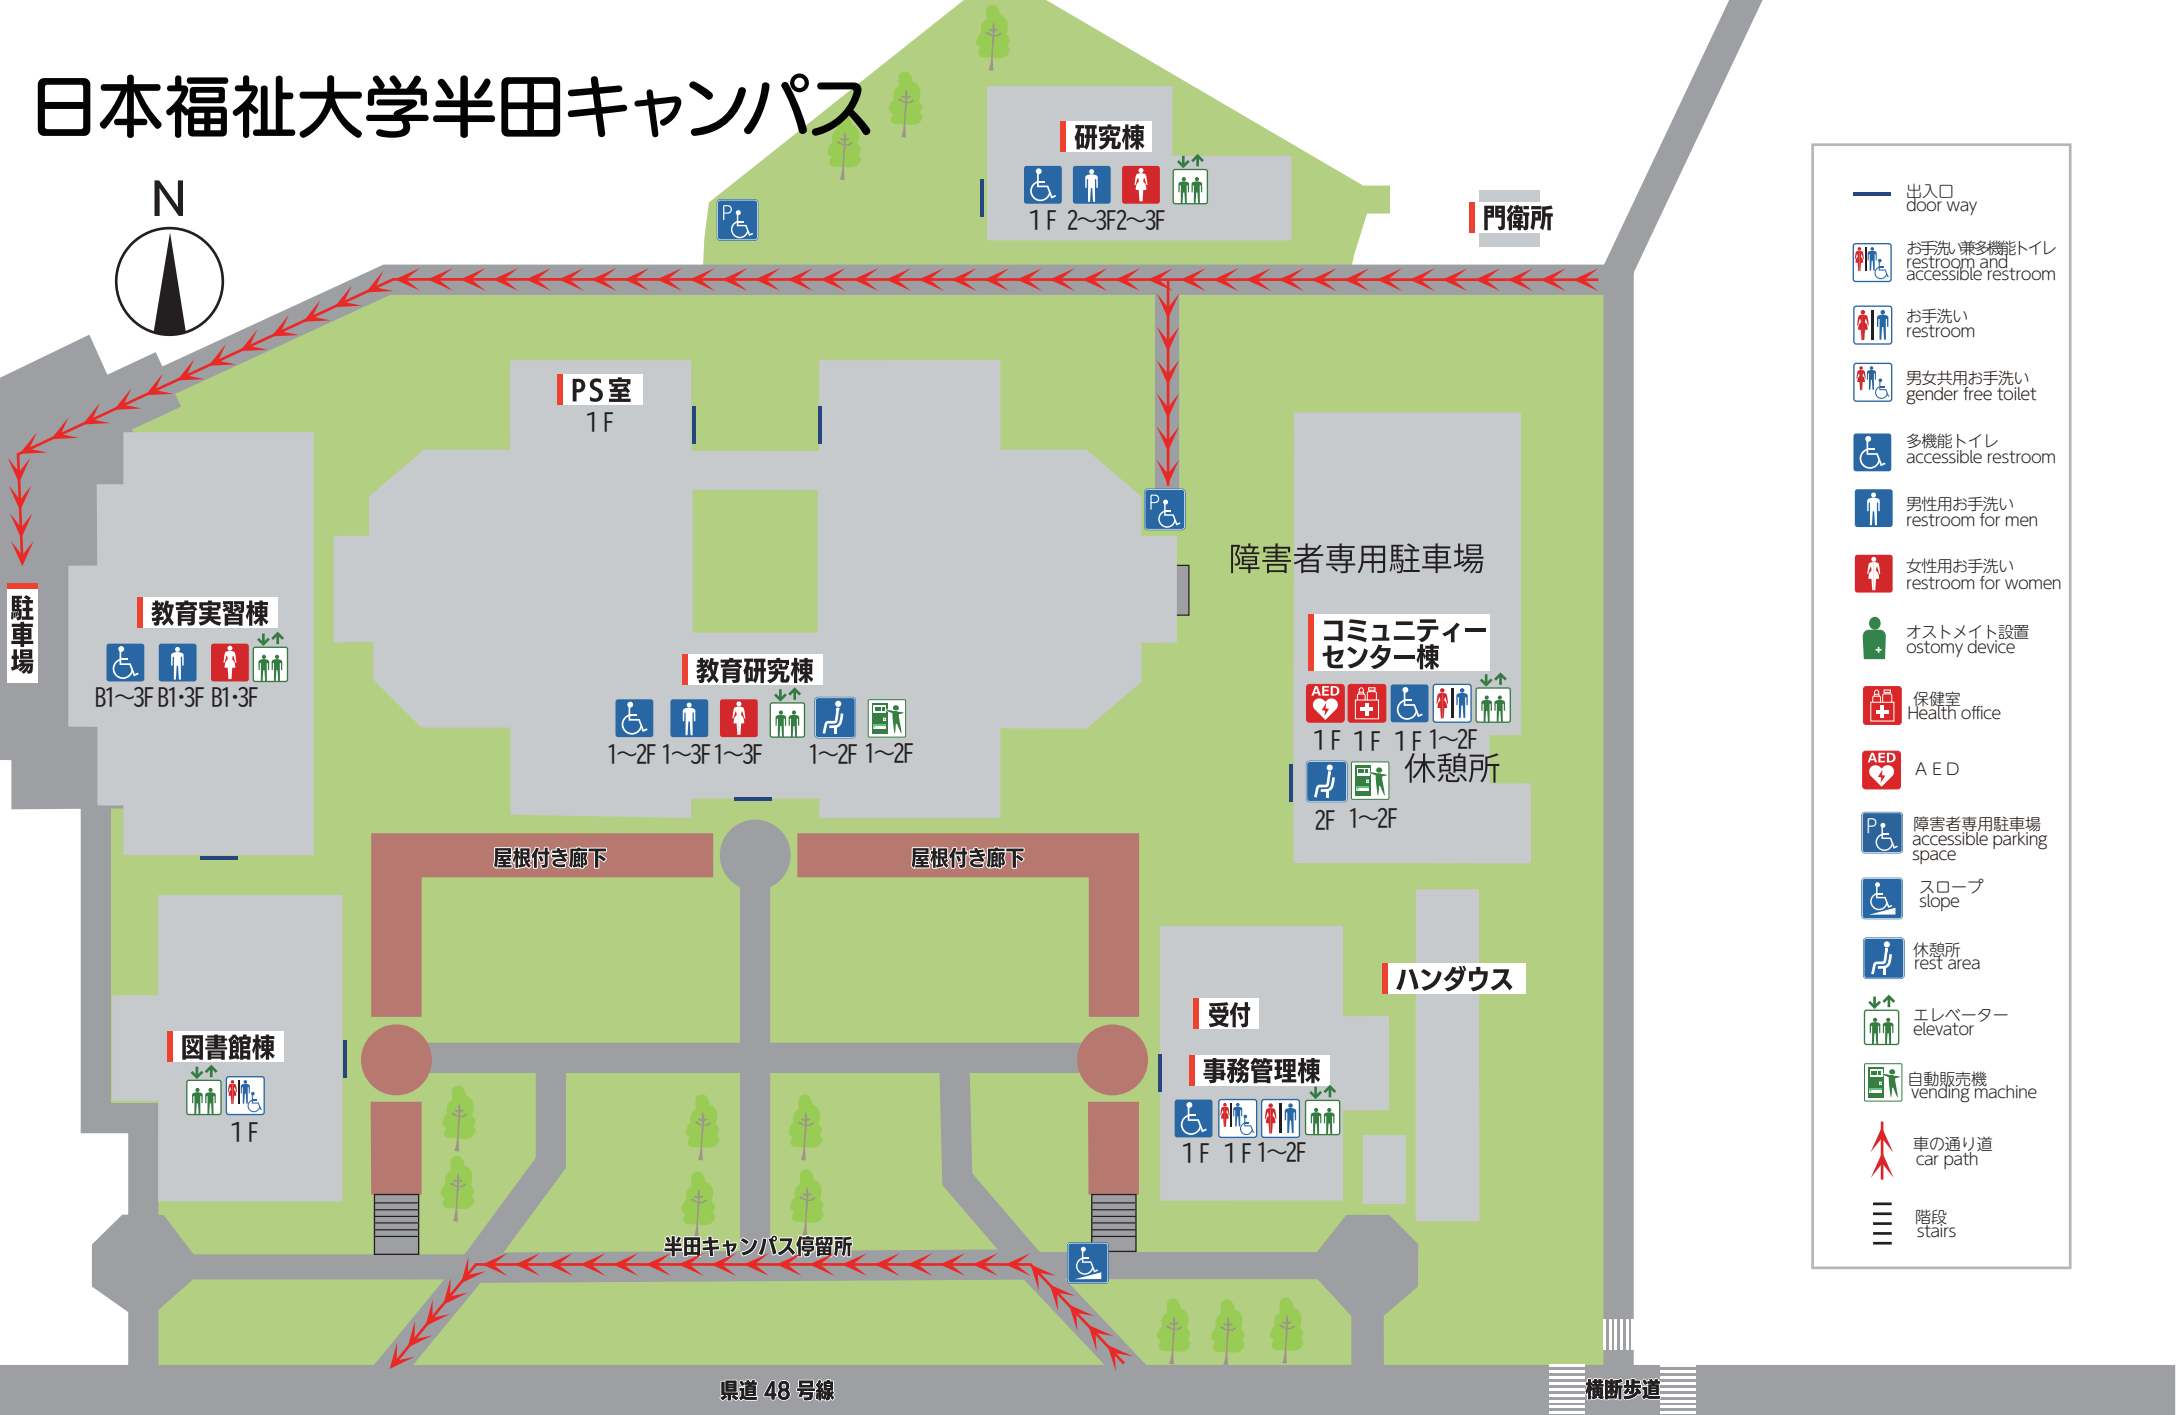 日本福祉大学半田キャンパス
N
研究棟
1F 2〜3F 2〜3F
P
門衛所
PS室
1F
P
障害者専用駐車場
駐車場
教育実習棟
B1〜3F B1・3F B1・3F
教育研究棟
1〜2F 1〜3F 1〜3F 1〜2F 1〜2F
コミュニティー
センター棟
AED
1F 1F 1F 1〜2F
休憩所
2F 1〜2F
屋根付き廊下
屋根付き廊下
ハンダウス
受付
図書館棟
1F
事務管理棟
1F 1F 1〜2F
半田キャンパス停留所
県道 48 号線
横断歩道
出入口
door way
お手洗い兼多機能トイレ
restroom and
accessible restroom
お手洗い
restroom
男女共用お手洗い
gender free toilet
多機能トイレ
accessible restroom
男性用お手洗い
restroom for men
女性用お手洗い
restroom for women
オストメイト設置
ostomy device
保健室
Health office
AED
AED
P
障害者専用駐車場
accessible parking
space
スロープ
slope
休憩所
rest area
エレベーター
elevator
自動販売機
vending machine
車の通り道
car path
階段
stairs